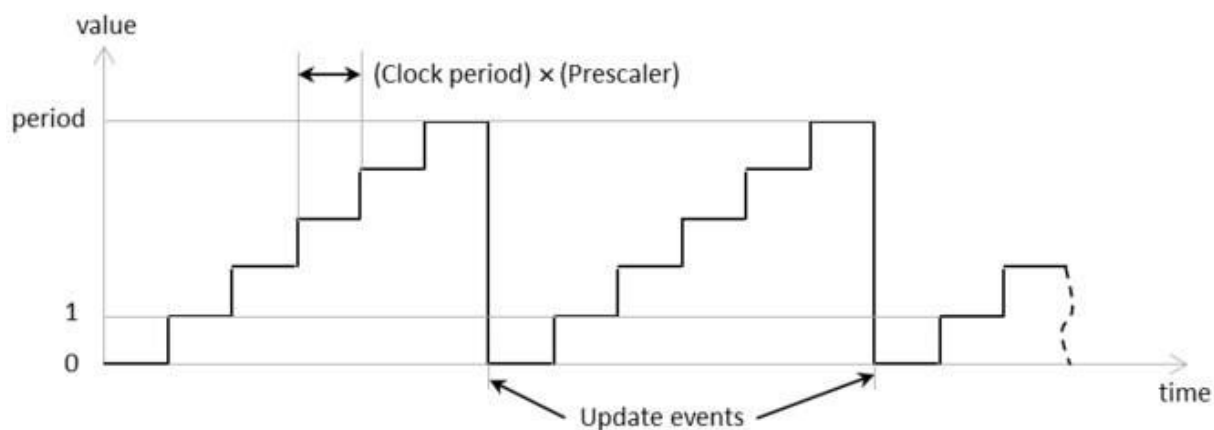 value
(Clock period) × (Prescaler)
period
1
0
time
Update events